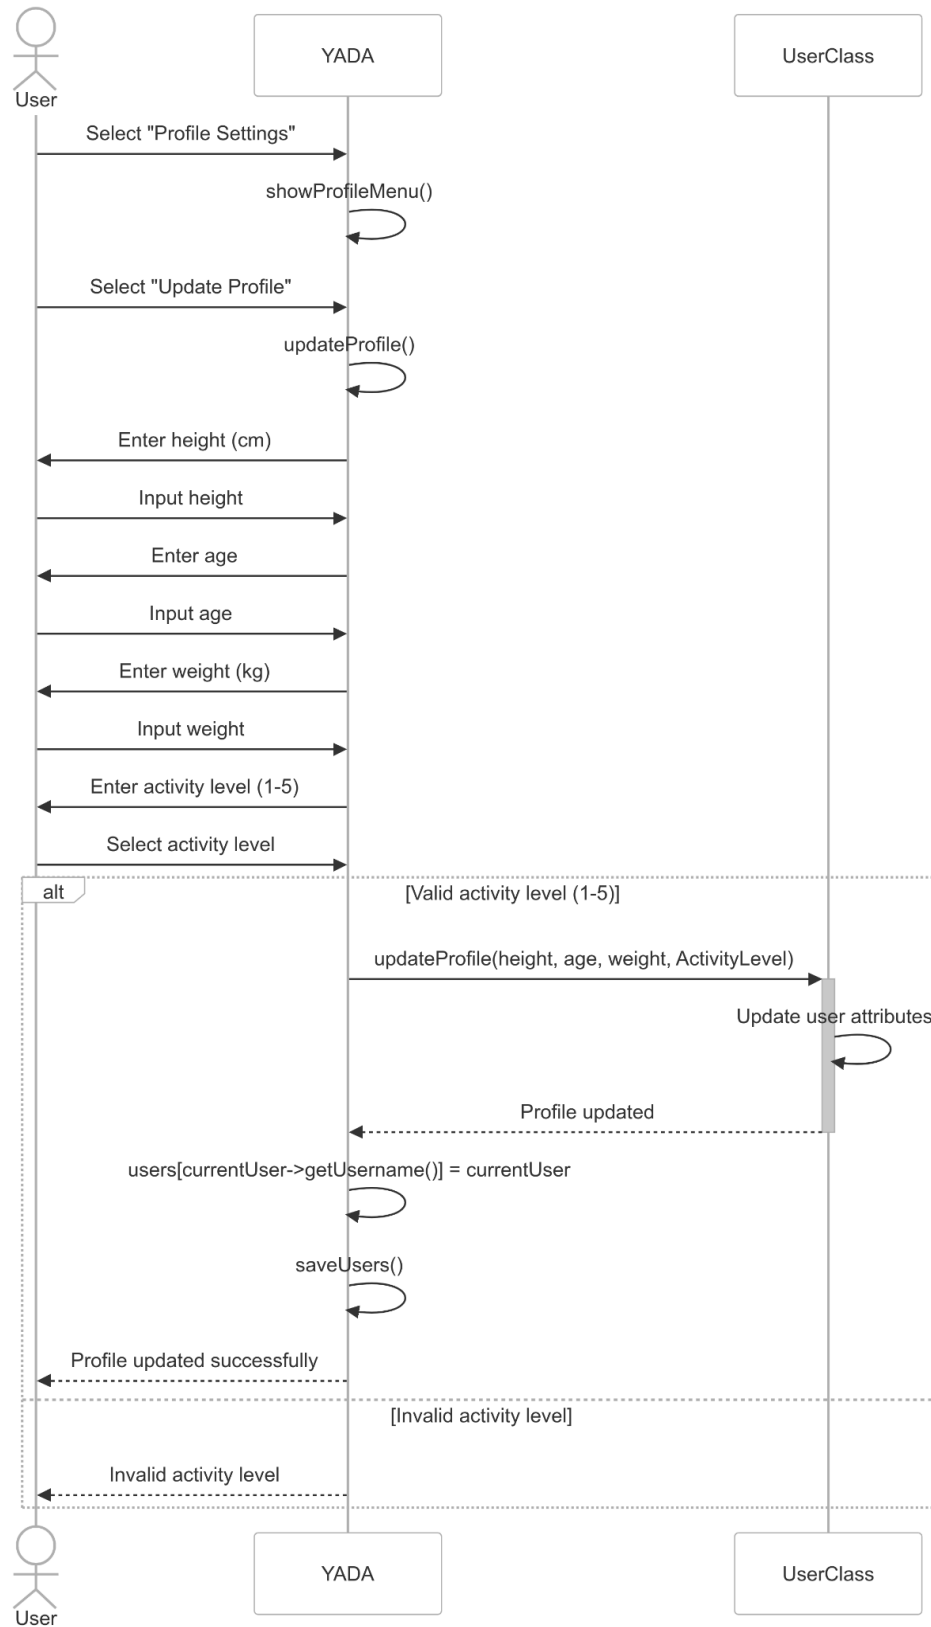 YADA
UserClass
User
Select "Profile Settings"
showProfileMenu()
Select "Update Profile"
updateProfile()
Enter height (cm)
Input height
Enter age
Input age
Enter weight (kg)
Input weight
Enter activity level (1-5)
Select activity level
alt
[Valid activity level (1-5)]
updateProfile(height, age, weight, ActivityLevel)
Update user attributes
Profile updated
users[currentUser->getUsername()] = currentUser
saveUsers()
Profile updated successfully
[Invalid activity level]
Invalid activity level
YADA
UserClass
User